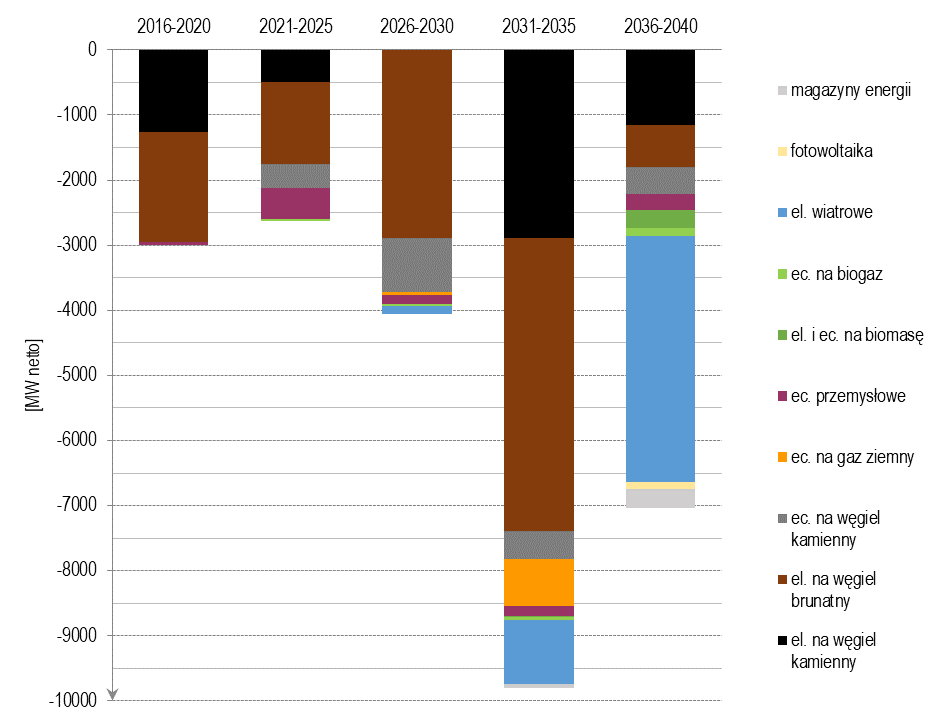 2016-2020 2021-2025 2026-2030 2031-2035 2036-2040
0
-1000
-2000
-3000
-4000
-5000
-6000
-7000
-8000
-9000
-10000
[MW netto]
magazyny energii
fotowoltaika
el. wiatrowe
ec. na biogaz
el. i ec. na biomasę
ec. przemysłowe
ec. na gaz ziemny
ec. na węgiel
kamienny
el. na węgiel
brunatny
el. na węgiel
kamienny